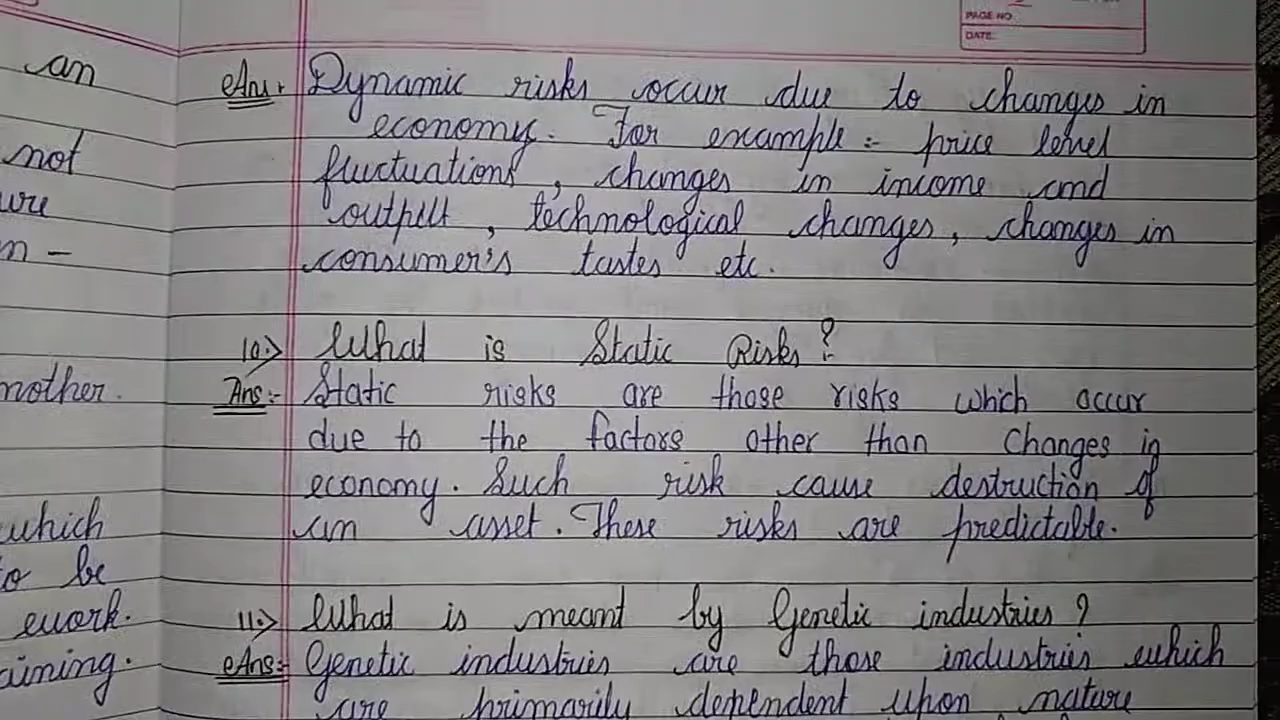 PAGE NO.
DATE:
an
not
ure
n -
nother.
which
o be
ework.
aiming.
Ans:- Dynamic risks occur due to changes in
economy. For example :- price level
fluctuations, changes in income and
output, technological changes, changes in
consumer's tastes etc.
10.> What is Static Risks?
Ans:- Static risks are those risks which occur
due to the factors other than changes in
economy. Such risk cause destruction of
an asset. These risks are predictable.
11.> What is meant by Genetic industries?
Ans:- Genetic industries are those industries which
are primarily dependent upon nature